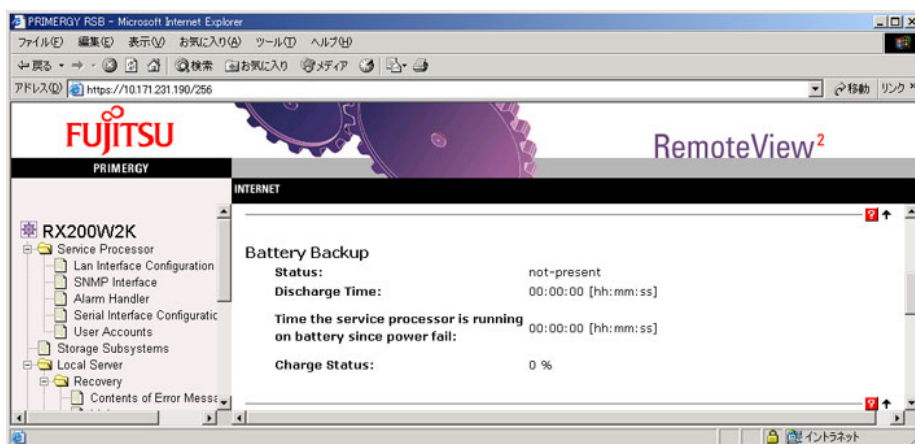 PRIMERGY RSB - Microsoft Internet Explorer
ファイル(F) 編集(E) 表示(V) お気に入り(A) ツール(T) ヘルプ(H)
戻る 検索 お気に入り メディア
アドレス(D) https://10.171.231.190/256 移動 リンク »
FUJITSU
RemoteView2
PRIMERGY
INTERNET
RX200W2K
Service Processor
Lan Interface Configuration
SNMP Interface
Alarm Handler
Serial Interface Configuratic
User Accounts
Storage Subsystems
Local Server
Recovery
Contents of Error Messa
?
Battery Backup
Status: not-present
Discharge Time: 00:00:00 [hh:mm:ss]
Time the service processor is running
on battery since power fail: 00:00:00 [hh:mm:ss]
Charge Status: 0 %
?
イントラネット